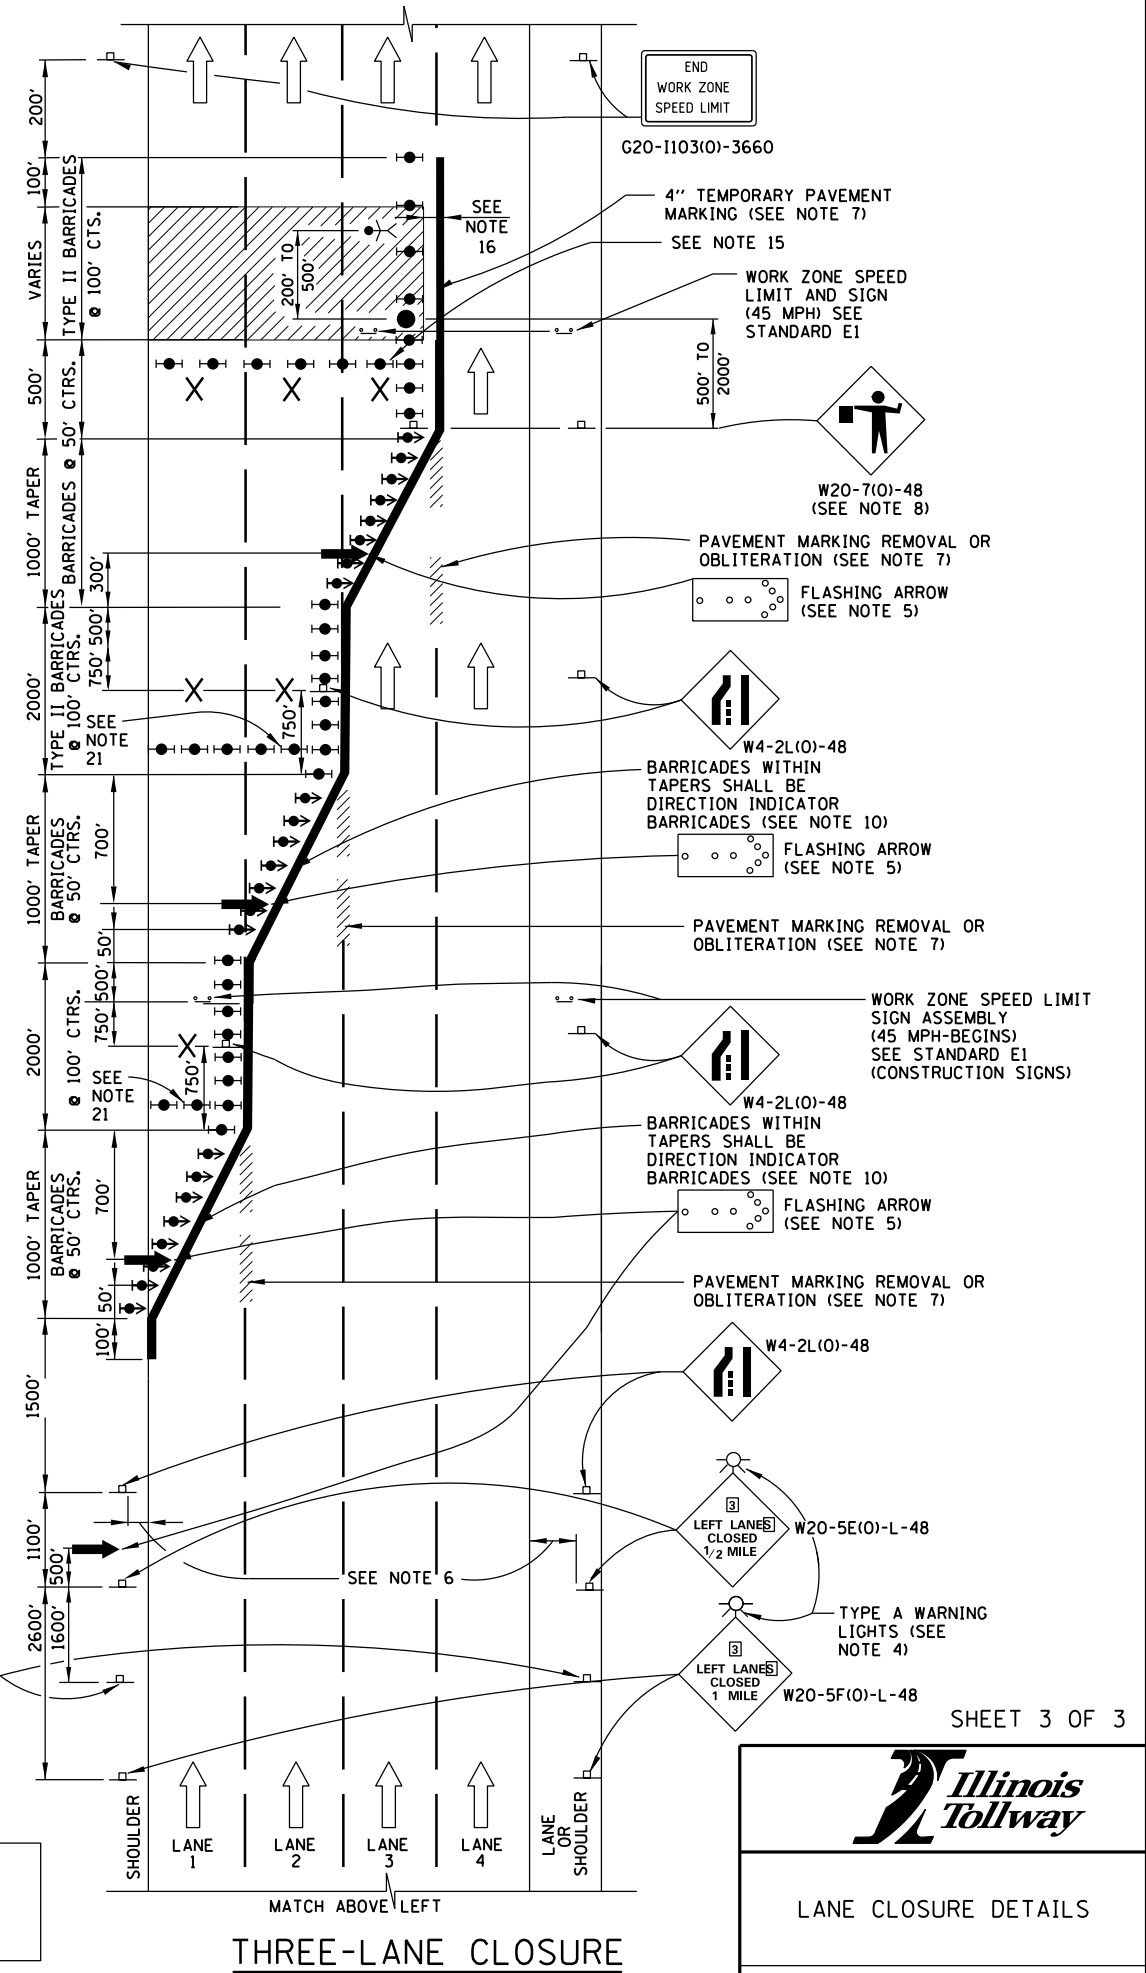 END
WORK ZONE
SPEED LIMIT
G20-I103(O)-3660
200'
100'
VARIES
TYPE II BARRICADES
@ 100' CTS.
SEE
NOTE
16
4" TEMPORARY PAVEMENT
MARKING (SEE NOTE 7)
SEE NOTE 15
200' TO
500'
WORK ZONE SPEED
LIMIT AND SIGN
(45 MPH) SEE
STANDARD E1
500' TO
2000'
500'
BARRICADES @ 50' CTRS.
1000' TAPER
W20-7(O)-48
(SEE NOTE 8)
PAVEMENT MARKING REMOVAL OR
OBLITERATION (SEE NOTE 7)
FLASHING ARROW
(SEE NOTE 5)
300'
500'
750'
2000'
TYPE II BARRICADES
@ 100' CTRS.
SEE
NOTE
21
750'
W4-2L(O)-48
BARRICADES WITHIN
TAPERS SHALL BE
DIRECTION INDICATOR
BARRICADES (SEE NOTE 10)
FLASHING ARROW
(SEE NOTE 5)
1000' TAPER
BARRICADES
@ 50' CTRS.
700'
50'
PAVEMENT MARKING REMOVAL OR
OBLITERATION (SEE NOTE 7)
500'
750'
2000'
@ 100' CTRS.
SEE
NOTE
21
750'
WORK ZONE SPEED LIMIT
SIGN ASSEMBLY
(45 MPH-BEGINS)
SEE STANDARD E1
(CONSTRUCTION SIGNS)
W4-2L(O)-48
BARRICADES WITHIN
TAPERS SHALL BE
DIRECTION INDICATOR
BARRICADES (SEE NOTE 10)
FLASHING ARROW
(SEE NOTE 5)
1000' TAPER
BARRICADES
@ 50' CTRS.
700'
50'
100'
PAVEMENT MARKING REMOVAL OR
OBLITERATION (SEE NOTE 7)
W4-2L(O)-48
1500'
1100'
500'
3
LEFT LANES
CLOSED
1/2 MILE
W20-5E(O)-L-48
SEE NOTE 6
2600'
1600'
TYPE A WARNING
LIGHTS (SEE
NOTE 4)
3
LEFT LANES
CLOSED
1 MILE
W20-5F(O)-L-48
SHEET 3 OF 3
Illinois
Tollway
SHOULDER
LANE
1
LANE
2
LANE
3
LANE
4
LANE
OR
SHOULDER
MATCH ABOVE LEFT
LANE CLOSURE DETAILS
THREE-LANE CLOSURE